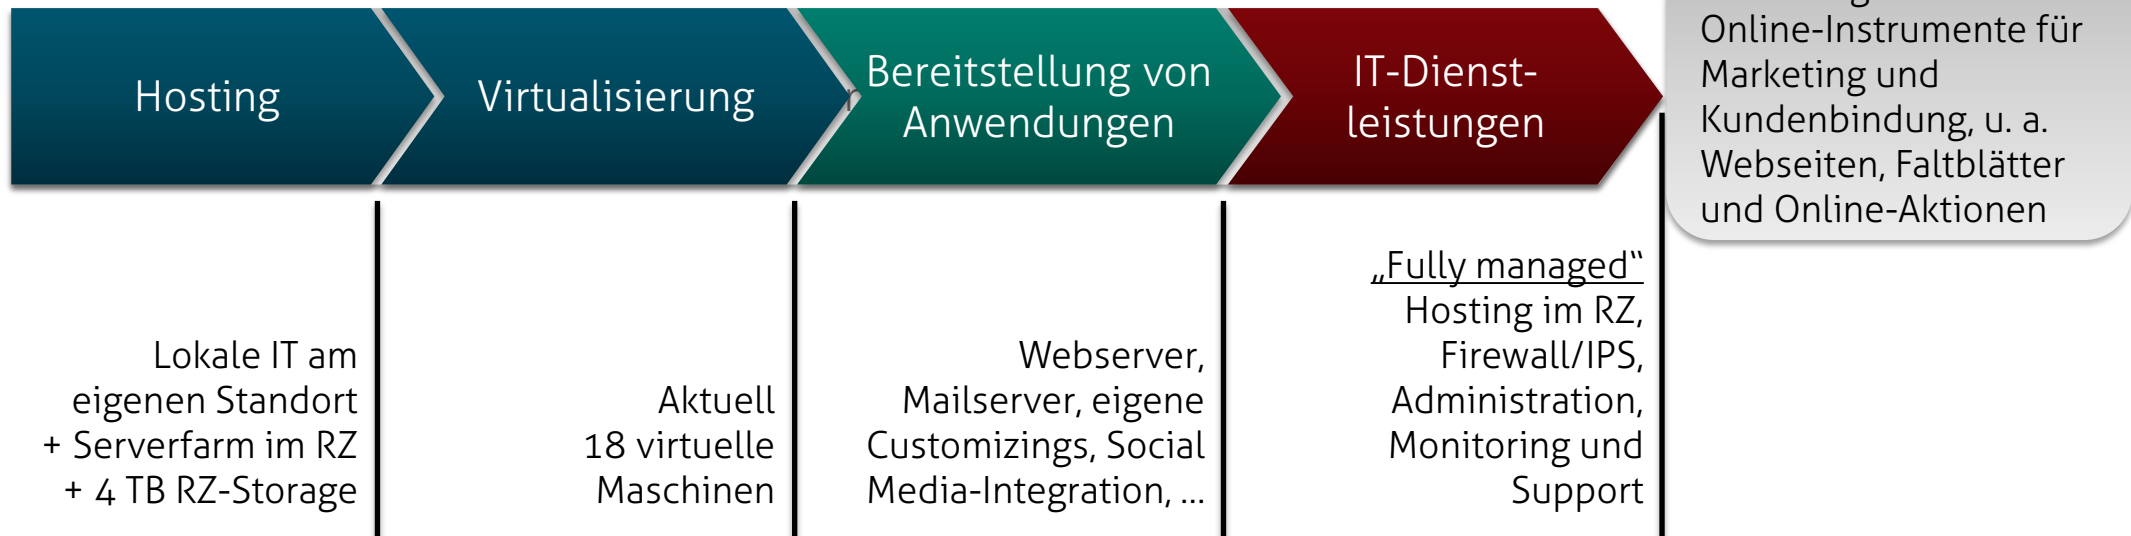 Hosting
Virtualisierung
Bereitstellung von
Anwendungen
IT-Dienst-
leistungen
Online-Instrumente für
Marketing und
Kundenbindung, u. a.
Webseiten, Faltblätter
und Online-Aktionen
Lokale IT am
eigenen Standort
+ Serverfarm im RZ
+ 4 TB RZ-Storage
Aktuell
18 virtuelle
Maschinen
Webserver,
Mailserver, eigene
Customizings, Social
Media-Integration, ...
„Fully managed“
Hosting im RZ,
Firewall/IPS,
Administration,
Monitoring und
Support